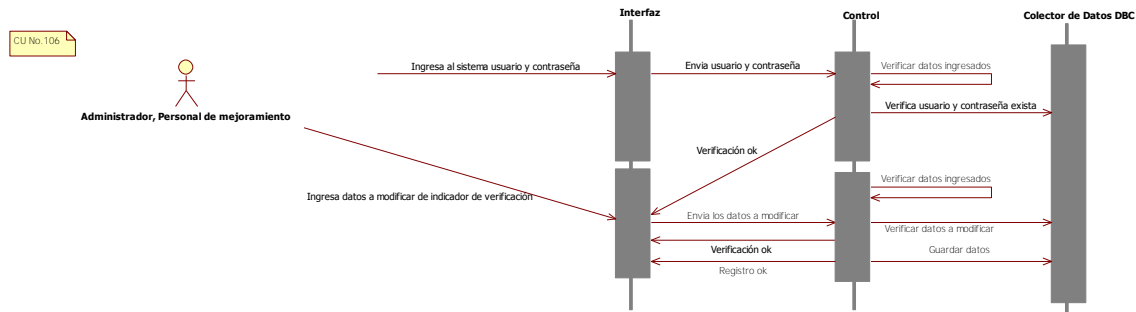 Interfaz
Control
Colector de Datos DBC
CU No.106
Administrador, Personal de mejoramiento
Ingresa al sistema usuario y contraseña
Envia usuario y contraseña
Verificar datos ingresados
Verifica usuario y contraseña exista
Verificación ok
Verificar datos ingresados
Ingresa datos a modificar de indicador de verificación
Envia los datos a modificar
Verificar datos a modificar
Verificación ok
Guardar datos
Registro ok